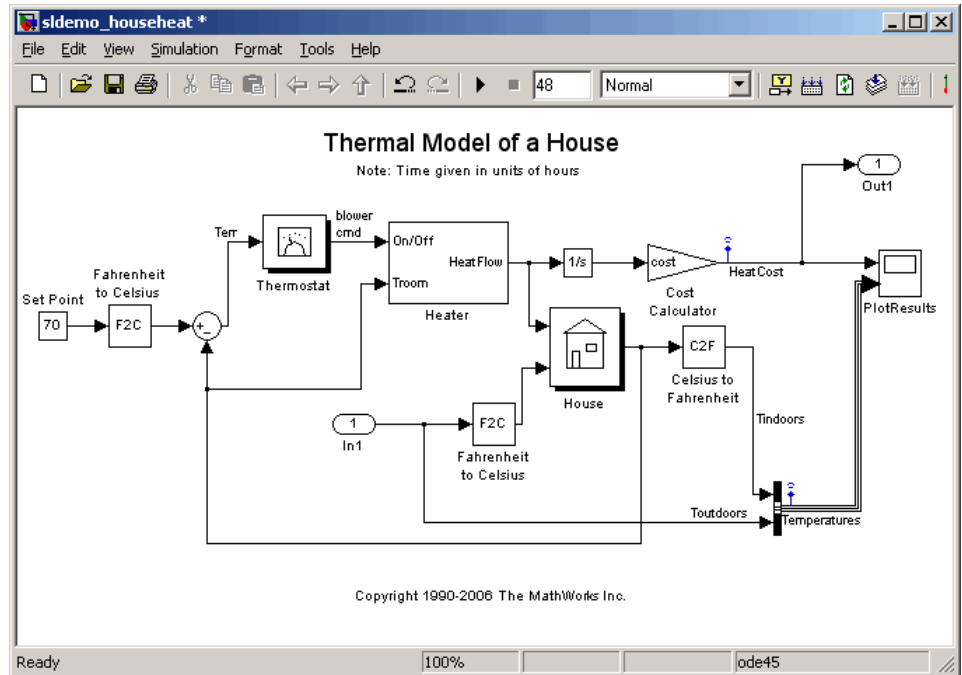 sldemo_househeat *
File Edit View Simulation Format Tools Help
48 Normal
Thermal Model of a House
Note: Time given in units of hours
1
Out1
Terr
blower
cmd
On/Off
HeatFlow
Troom
Heater
Thermostat
1/s
cost
HeatCost
Cost
Calculator
PlotResults
Fahrenheit
to Celsius
Set Point
70
F2C
+
-
House
C2F
Celsius to
Fahrenheit
1
In1
F2C
Fahrenheit
to Celsius
Tindoors
Toutdoors
Temperatures
Copyright 1990-2006 The MathWorks Inc.
Ready 100% ode45